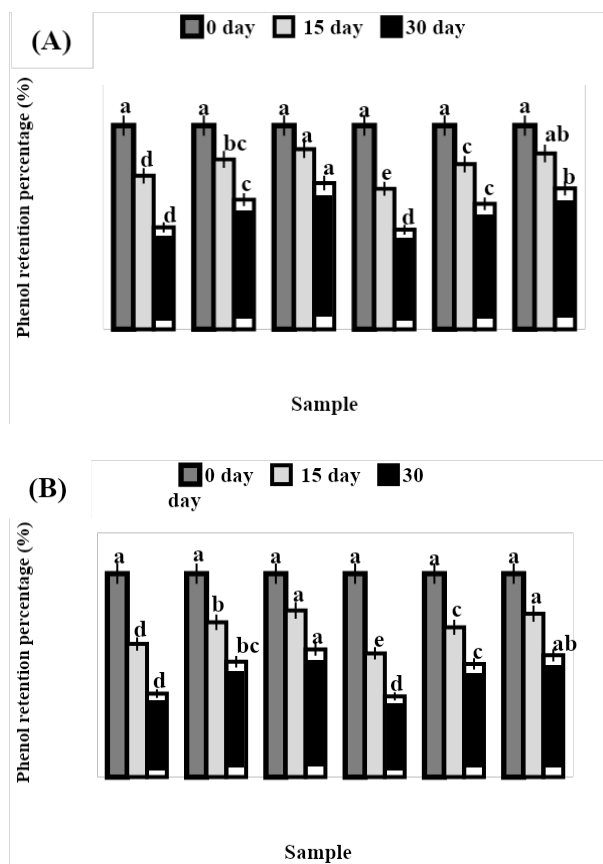 (A)
0 day 15 day 30 day
Phenol retention percentage (%)
a a a a a a
d bc a e c ab
d c a d c b
Sample
(B)
0 day 15 day 30
day
Phenol retention percentage (%)
a a a a a a
d b a e c a
d bc a d c ab
Sample